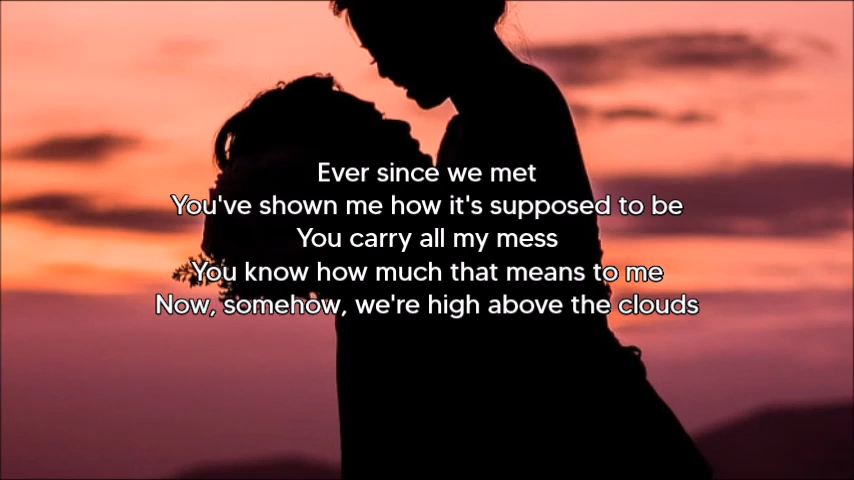 Ever since we met
You've shown me how it's supposed to be
You carry all my mess
You know how much that means to me
Now, somehow, we're high above the clouds